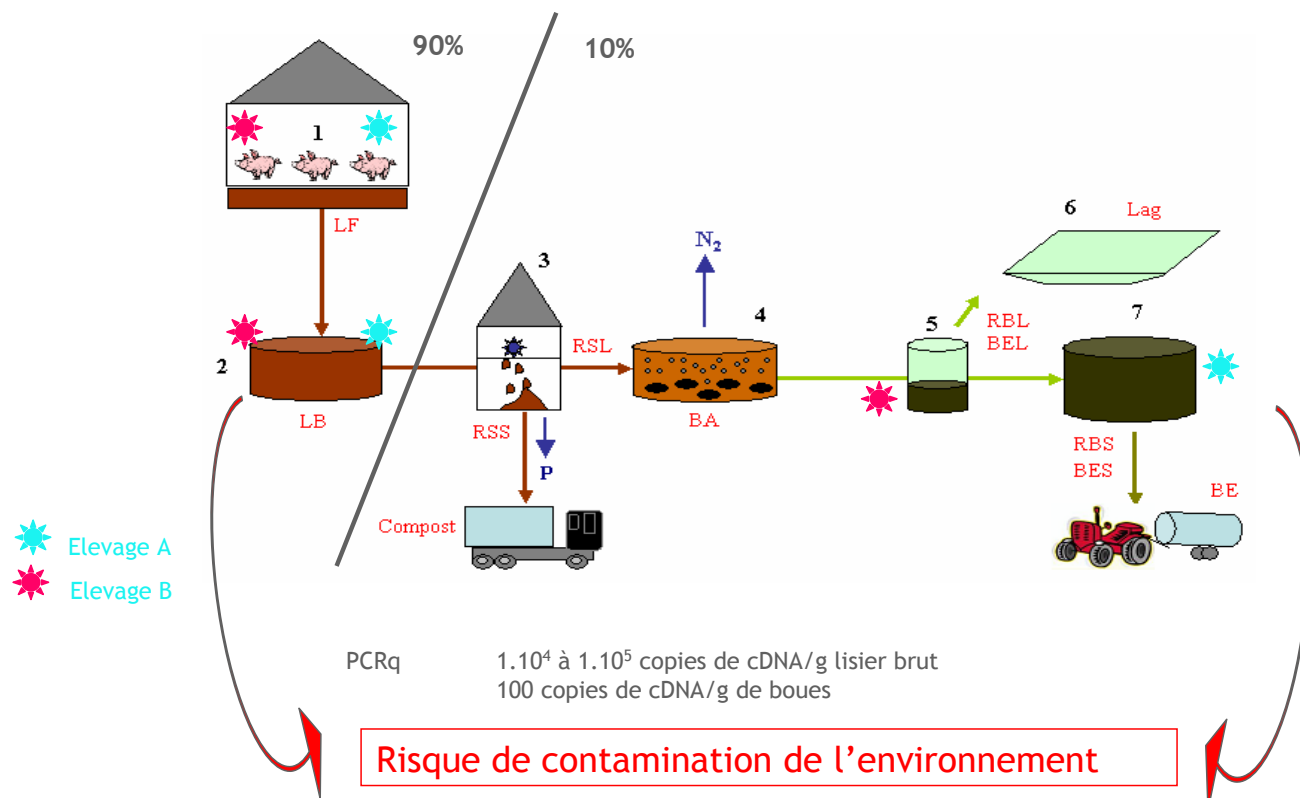 90%
10%
1
LF
2
LB
3
RSL
RSS
P
Compost
N₂
4
BA
5
RBL
BEL
6
Lag
7
RBS
BES
BE
Elevage A
Elevage B
PCRq 1.10⁴ à 1.10⁵ copies de cDNA/g lisier brut
100 copies de cDNA/g de boues
Risque de contamination de l’environnement